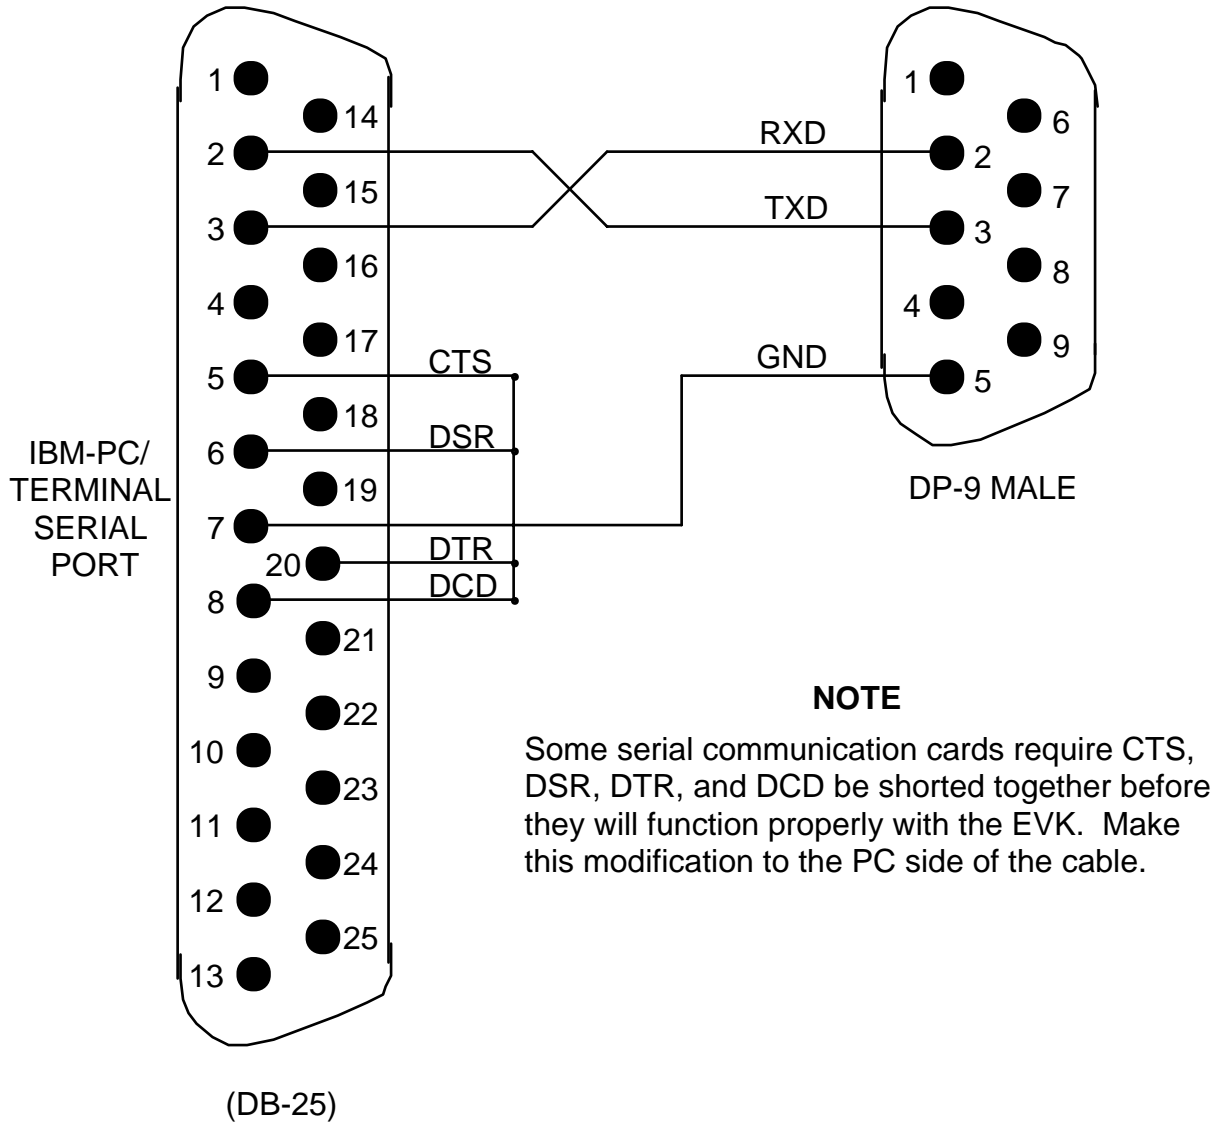 1
14
2
15
3
16
4
17
5
18
6
19
7
20
8
21
9
22
10
23
11
24
12
25
13
IBM-PC/
TERMINAL
SERIAL
PORT
(DB-25)
RXD
TXD
CTS
GND
DSR
DTR
DCD
1
6
2
7
3
8
4
9
5
DP-9 MALE
NOTE
Some serial communication cards require CTS,
DSR, DTR, and DCD be shorted together before
they will function properly with the EVK. Make
this modification to the PC side of the cable.